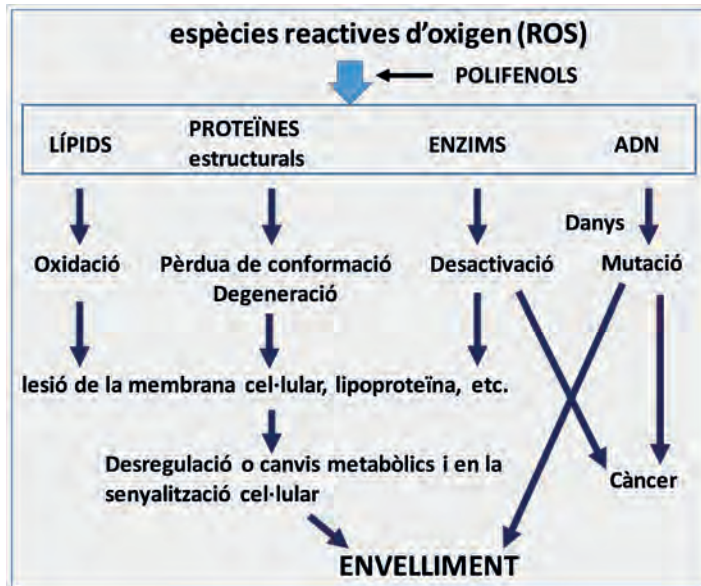 espècies reactives d'oxigen (ROS)
POLIFENOLS
LÍPIDS
PROTEÏNES
estructurals
ENZIMS
ADN
Danys
Oxidació
Pèrdua de conformació
Degeneració
Desactivació
Mutació
lesió de la membrana cel·lular, lipoproteïna, etc.
Desregulació o canvis metabòlics i en la
senyalització cel·lular
Càncer
ENVELLIMENT